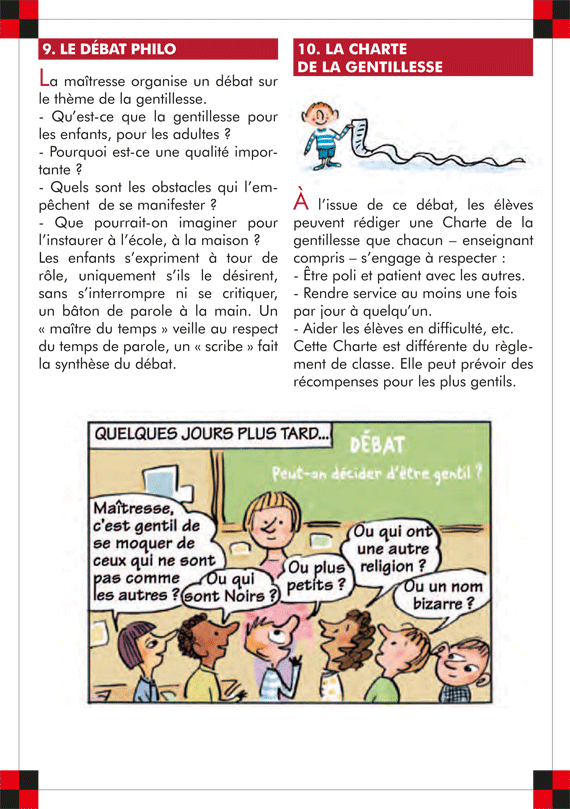 9. LE DÉBAT PHILO
La maîtresse organise un débat sur
le thème de la gentillesse.
- Qu'est-ce que la gentillesse pour
les enfants, pour les adultes ?
- Pourquoi est-ce une qualité impor-
tante ?
- Quels sont les obstacles qui l'em-
pêchent de se manifester ?
- Que pourrait-on imaginer pour
l'instaurer à l'école, à la maison ?
Les enfants s'expriment à tour de
rôle, uniquement s'ils le désirent,
sans s'interrompre ni se critiquer,
un bâton de parole à la main. Un
« maître du temps » veille au respect
du temps de parole, un « scribe » fait
la synthèse du débat.
10. LA CHARTE
DE LA GENTILLESSE
À l'issue de ce débat, les élèves
peuvent rédiger une Charte de la
gentillesse que chacun – enseignant
compris – s'engage à respecter :
- Être poli et patient avec les autres.
- Rendre service au moins une fois
par jour à quelqu'un.
- Aider les élèves en difficulté, etc.
Cette Charte est différente du règle-
ment de classe. Elle peut prévoir des
récompenses pour les plus gentils.
QUELQUES JOURS PLUS TARD...
DÉBAT
Peut-on décider d'être gentil ?
Maîtresse,
c'est gentil de
se moquer de
ceux qui ne sont
pas comme
les autres ?
Ou qui
sont Noirs ?
Ou plus
petits ?
Ou qui ont
une autre
religion ?
Ou un nom
bizarre ?